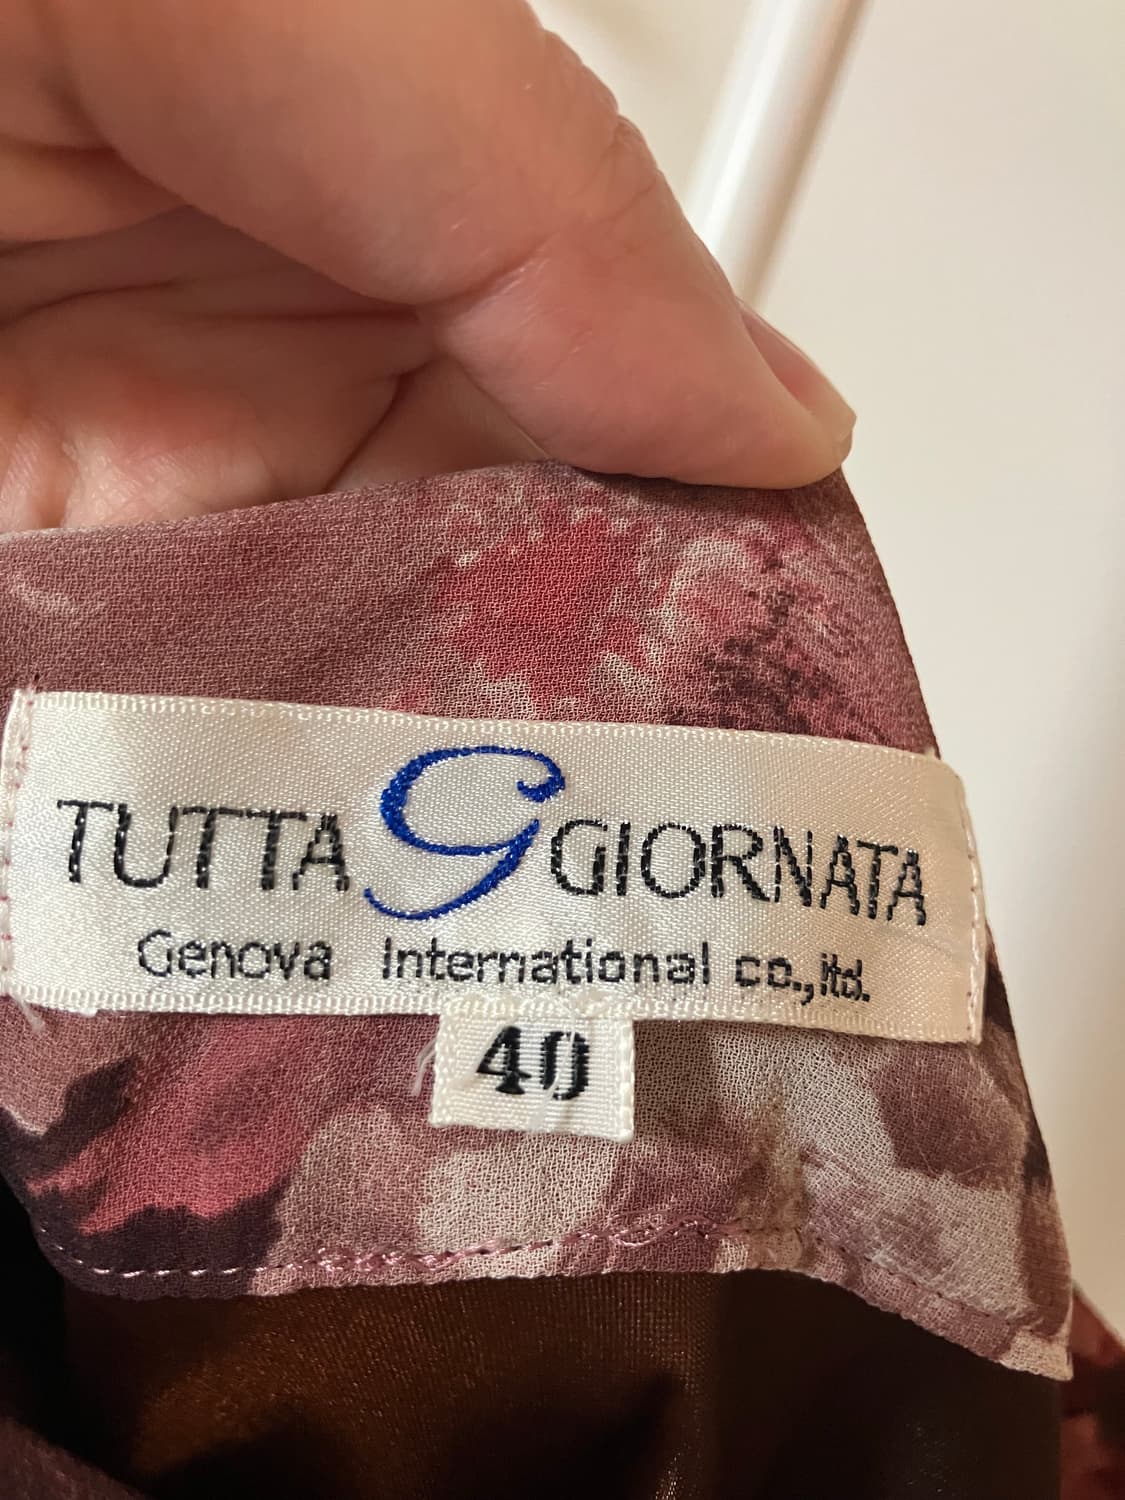 TUTTA G GIORNATA
Genova International co.,ltd.
40